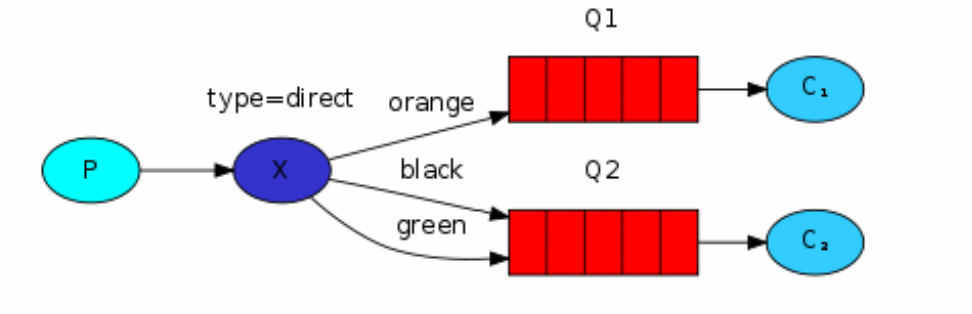 Q1
type=direct
orange
C₁
P
X
black
Q2
green
C₂